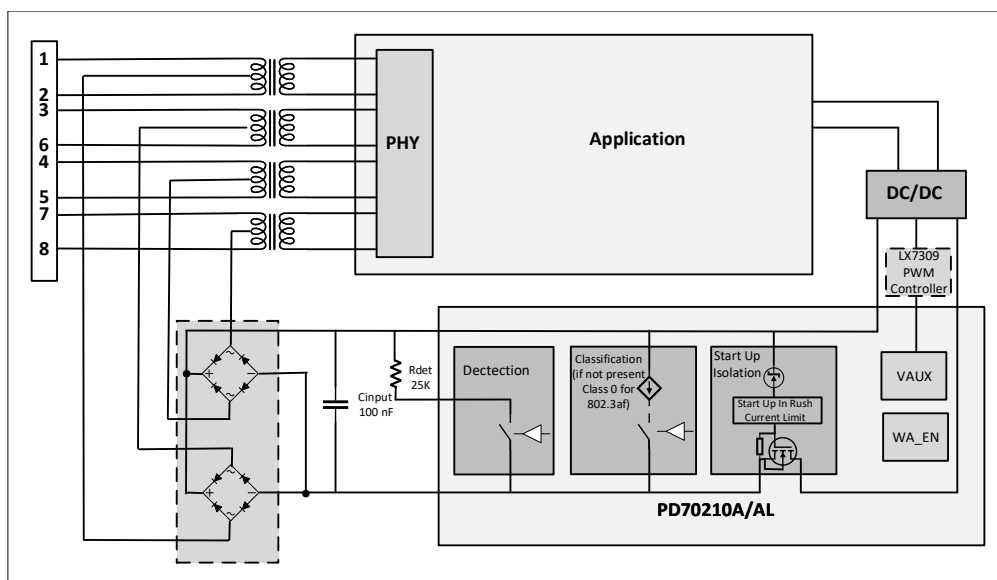 1
2
3
6
4
5
7
8
PHY
Application
DC/DC
LX7309
PWM
Controller
Rdet
25K
Cinput
100 nF
Dectection
Classification
(if not present
Class 0 for
802.3af)
Start Up
Isolation
Start Up In Rush
Current Limit
VAUX
WA_EN
PD70210A/AL
~
+
−
~
~
+
−
~